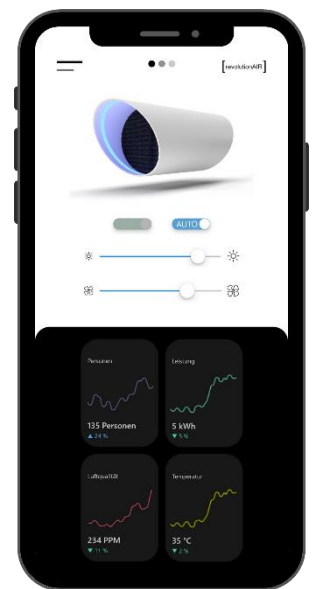 [revolutionAIR]
AUTO
Personen
Leistung
135 Personen
5 kWh
▲ 24 %
▼ 5 %
Luftqualität
Temperatur
234 PPM
35 °C
▼ 11 %
▼ 2 %